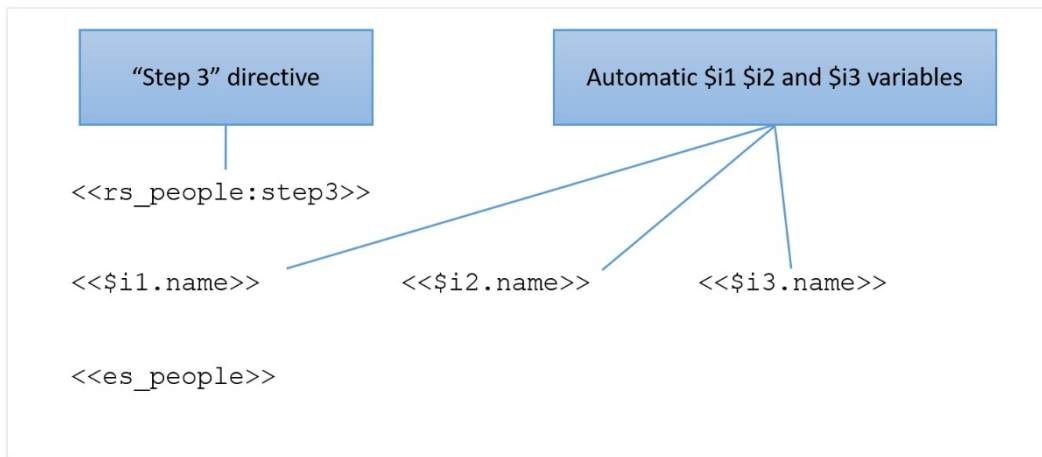 “Step 3” directive
Automatic $i1 $i2 and $i3 variables
<<rs_people:step3>>
<<$i1.name>> <<$i2.name>> <<$i3.name>>
<<es_people>>